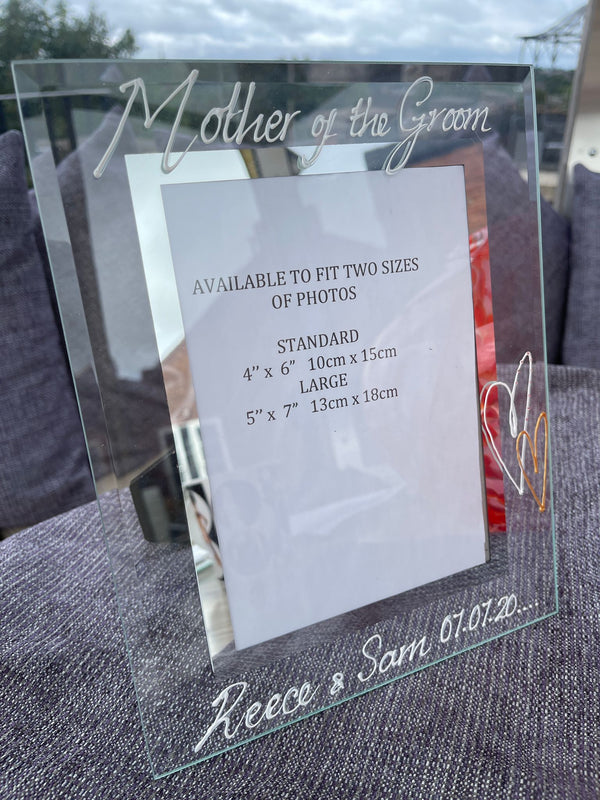 Mother of the Groom
AVAILABLE TO FIT TWO SIZES
OF PHOTOS
STANDARD
4’’ x 6’’ 10cm x 15cm
LARGE
5’’ x 7’’ 13cm x 18cm
Reece & Sam 07.07.20....